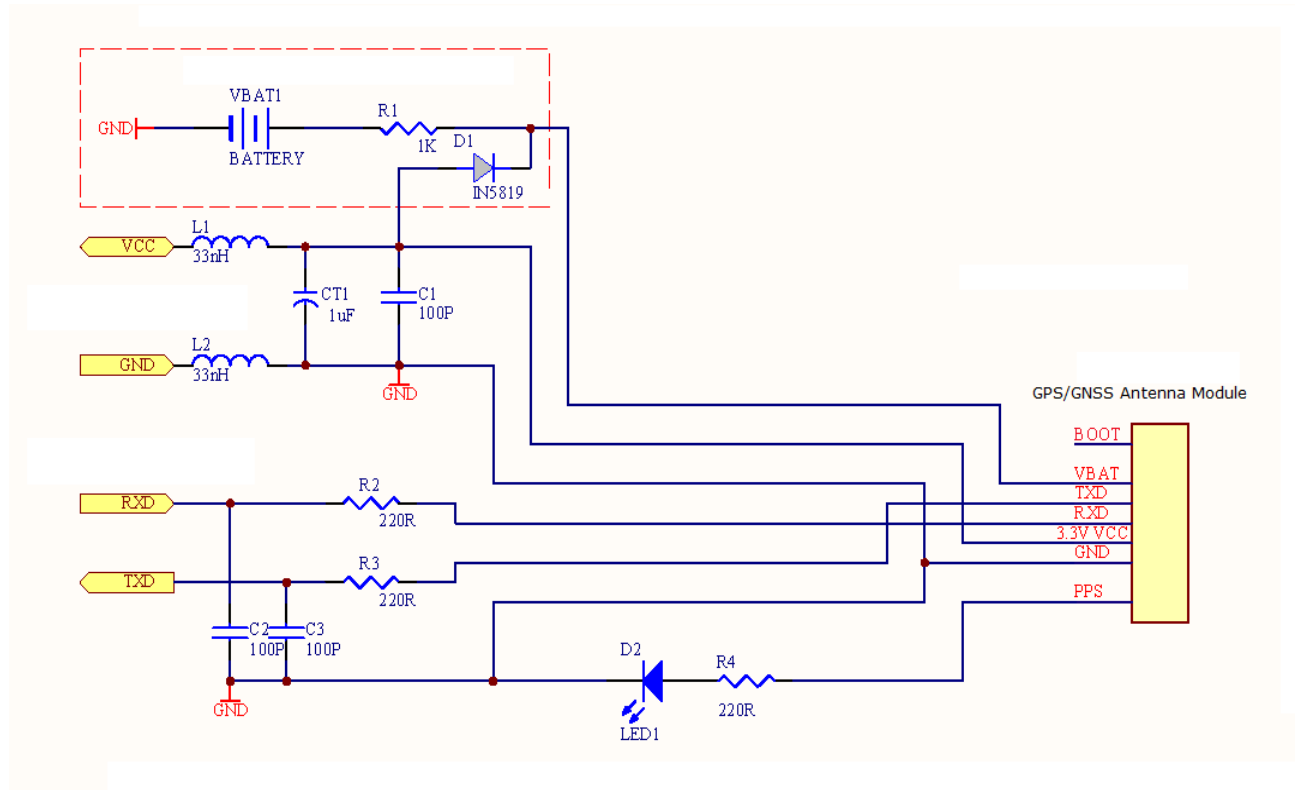 VBAT1
R1
GND
1K
D1
BATTERY
IN5819
L1
VCC
33nH
CT1
C1
1uF
100P
L2
GND
33nH
GND
GPS/GNSS Antenna Module
BOOT
VBAT
R2
TXD
RXD
RXD
220R
3.3V VCC
GND
R3
TXD
PPS
220R
C2
C3
100P
100P
D2
R4
GND
220R
LED1